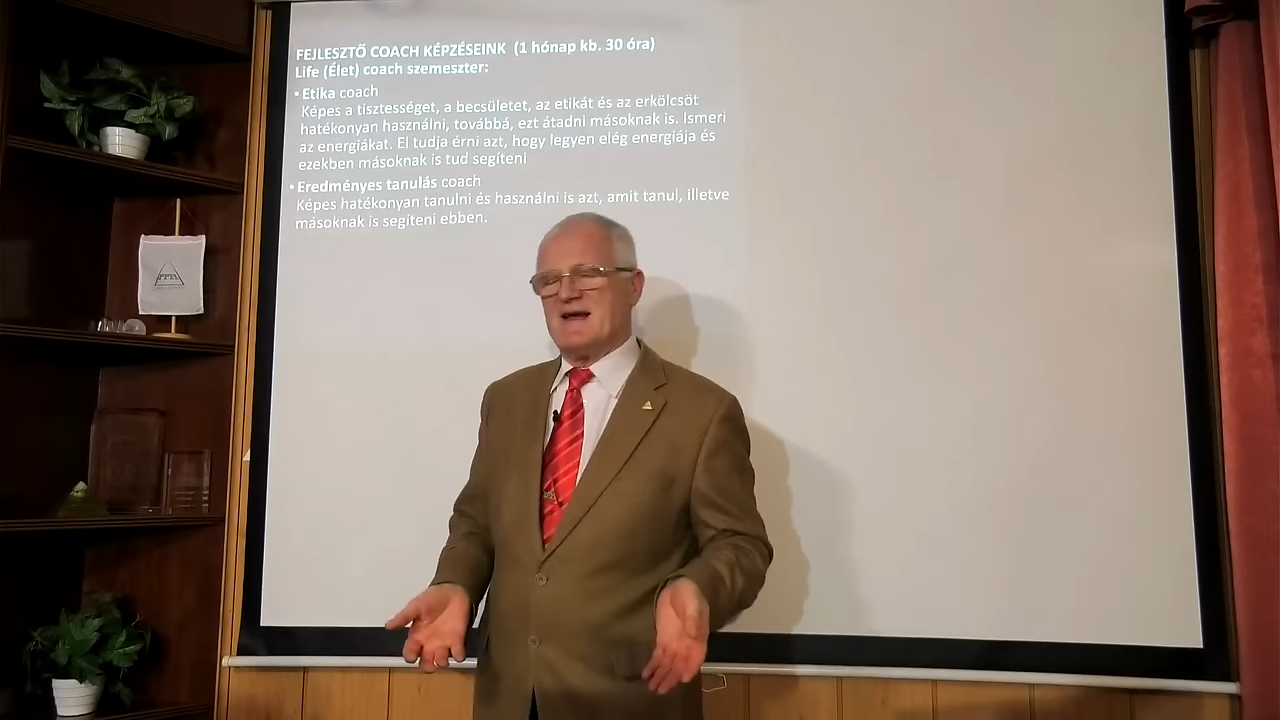 FEJLESZTŐ COACH KÉPZÉSEINK (1 hónap kb. 30 óra)
Life (Élet) coach szemeszter:
• Etika coach
Képes a tisztességet, a becsületet, az etikát és az erkölcsöt
hatékonyan használni, továbbá, ezt átadni másoknak is. Ismeri
az energiákat. El tudja érni azt, hogy legyen elég energiája és
ezekben másoknak is tud segíteni
• Eredményes tanulás coach
Képes hatékonyan tanulni és használni is azt, amit tanul, illetve
másoknak is segíteni ebben.